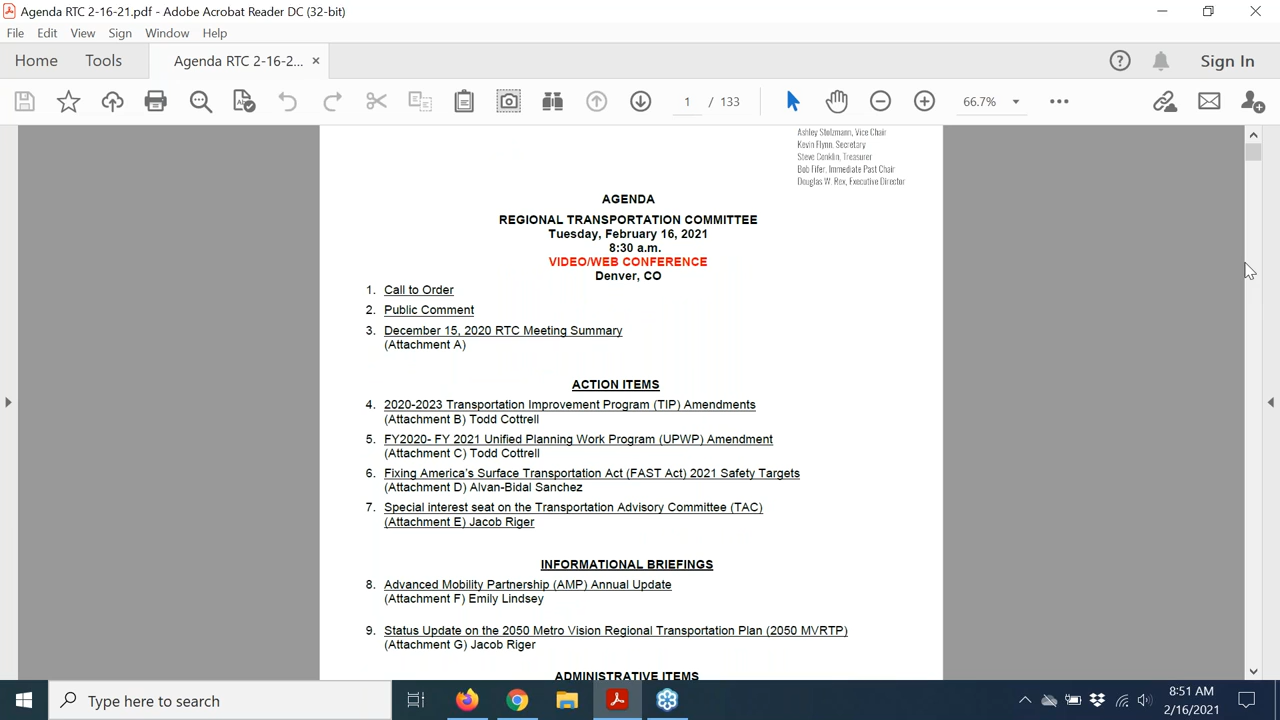 Agenda RTC 2-16-21.pdf - Adobe Acrobat Reader DC (32-bit)
File Edit View Sign Window Help
Home Tools Agenda RTC 2-16-2... × Sign In
1 / 133 66.7%
Ashley Stolzmann, Vice Chair
Kevin Flynn, Secretary
Steve Conklin, Treasurer
Bob Fifer, Immediate Past Chair
Douglas W. Rex, Executive Director
AGENDA
REGIONAL TRANSPORTATION COMMITTEE
Tuesday, February 16, 2021
8:30 a.m.
VIDEO/WEB CONFERENCE
Denver, CO
1. Call to Order
2. Public Comment
3. December 15, 2020 RTC Meeting Summary
(Attachment A)
ACTION ITEMS
4. 2020-2023 Transportation Improvement Program (TIP) Amendments
(Attachment B) Todd Cottrell
5. FY2020- FY 2021 Unified Planning Work Program (UPWP) Amendment
(Attachment C) Todd Cottrell
6. Fixing America's Surface Transportation Act (FAST Act) 2021 Safety Targets
(Attachment D) Alvan-Bidal Sanchez
7. Special interest seat on the Transportation Advisory Committee (TAC)
(Attachment E) Jacob Riger
INFORMATIONAL BRIEFINGS
8. Advanced Mobility Partnership (AMP) Annual Update
(Attachment F) Emily Lindsey
9. Status Update on the 2050 Metro Vision Regional Transportation Plan (2050 MVRTP)
(Attachment G) Jacob Riger
ADMINISTRATIVE ITEMS
Type here to search
8:51 AM
2/16/2021